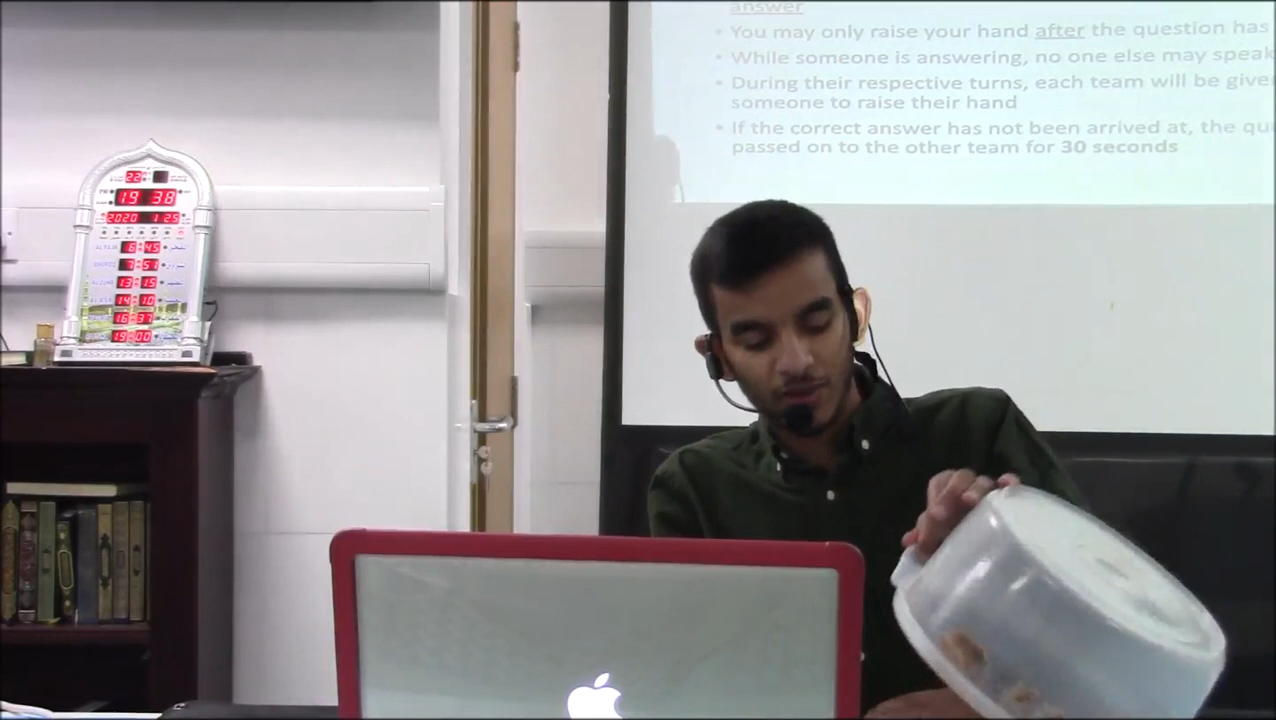 answer
• You may only raise your hand after the question has
• While someone is answering, no one else may speak
• During their respective turns, each team will be give
someone to raise their hand
• If the correct answer has not been arrived at, the qu
passed on to the other team for 30 seconds
22
19 38
2020 1 25
6 45
7 51
13 15
14 10
16 37
19 00